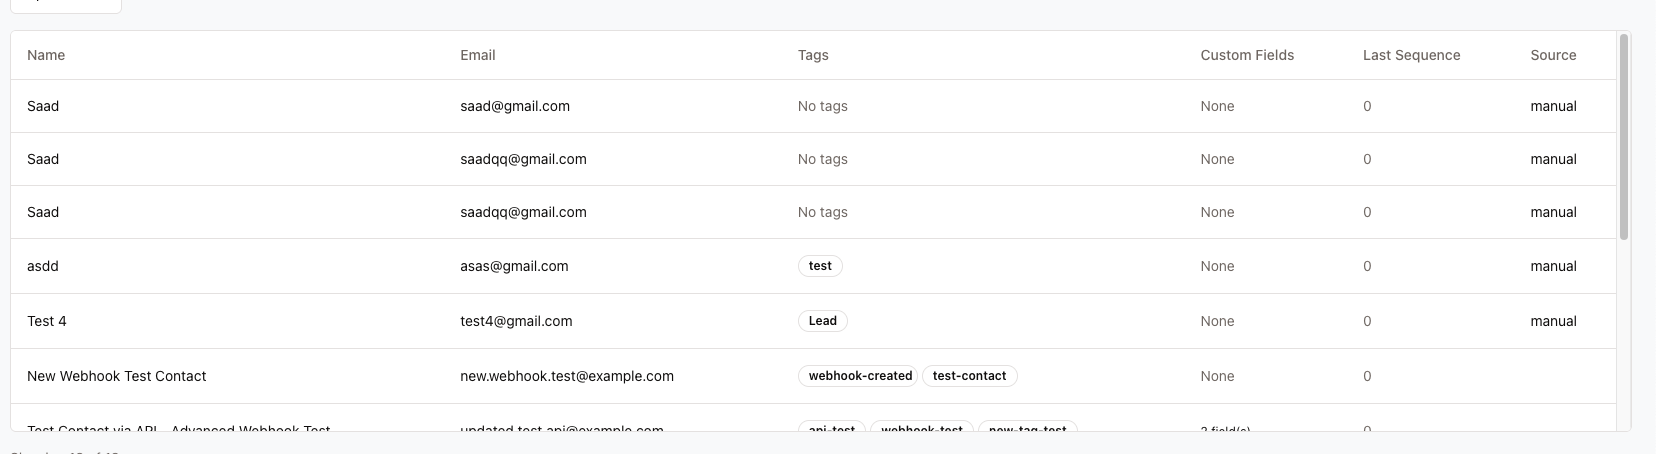 Name Email Tags Custom Fields Last Sequence Source
Saad saad@gmail.com No tags None 0 manual
Saad saadqq@gmail.com No tags None 0 manual
Saad saadqq@gmail.com No tags None 0 manual
asdd asas@gmail.com test None 0 manual
Test 4 test4@gmail.com Lead None 0 manual
New Webhook Test Contact new.webhook.test@example.com webhook-created test-contact None 0
Test Contact via API - Advanced Webhook Test updated.test.api@example.com api-test webhook-test new-tag-test field(s) 0